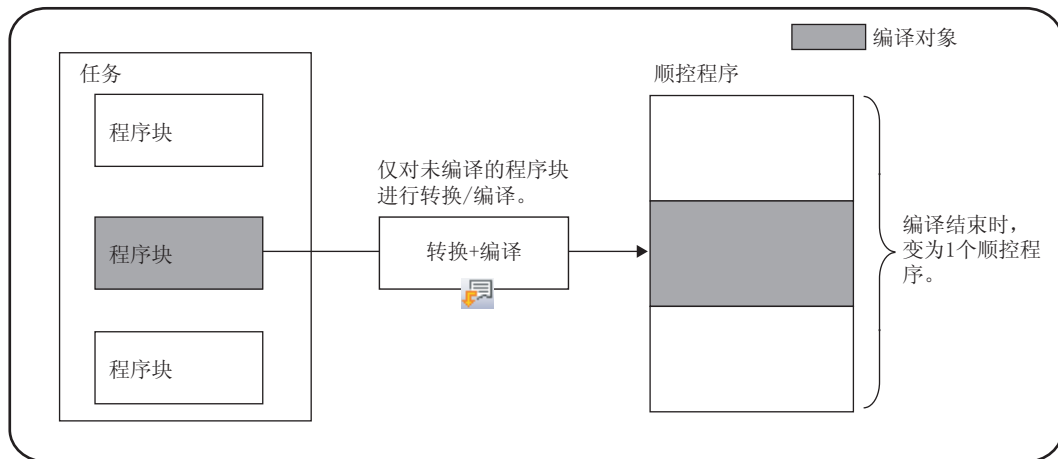 编译对象
任务
程序块
程序块
程序块
仅对未编译的程序块
进行转换/编译。
转换+编译
顺控程序
编译结束时，
变为1个顺控程
序。